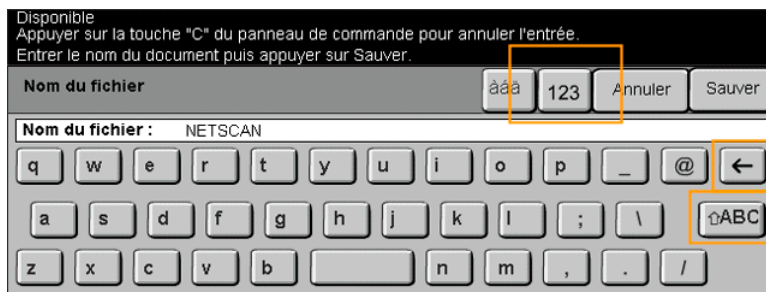 Disponible
Appuyer sur la touche "C" du panneau de commande pour annuler l'entrée.
Entrer le nom du document puis appuyer sur Sauver.
Nom du fichier àáâ 123 Annuler Sauver
Nom du fichier : NETSCAN
q w e r t y u i o p _ @ ←
a s d f g h j k l ; \ ⇧ABC
z x c v b n m , . /